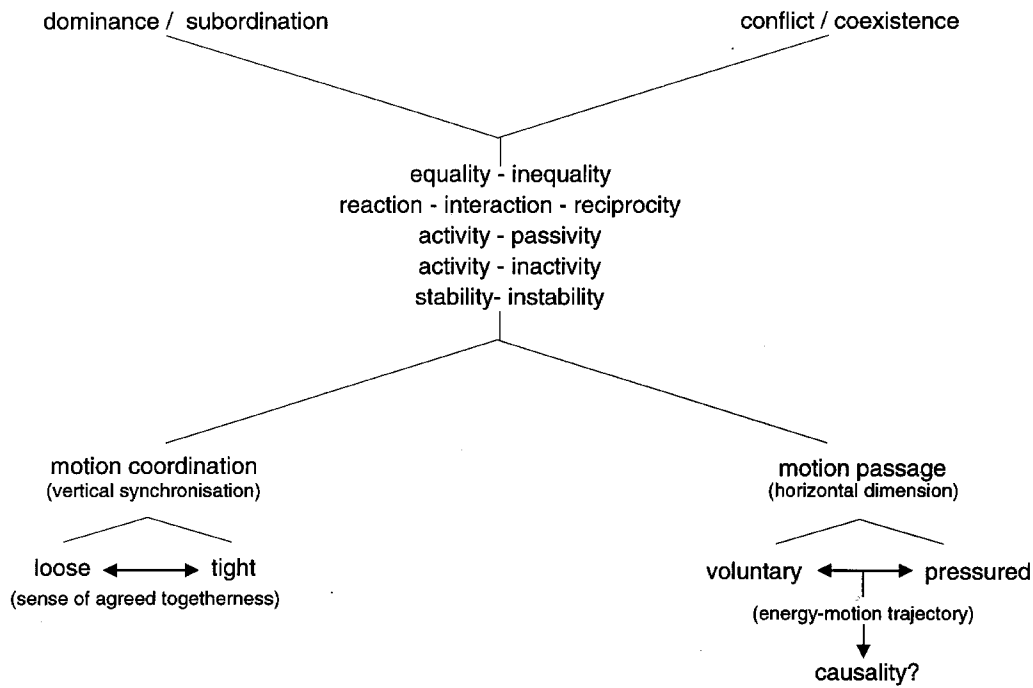 dominance / subordination
conflict / coexistence
equality - inequality
reaction - interaction - reciprocity
activity - passivity
activity - inactivity
stability- instability
motion coordination
(vertical synchronisation)
motion passage
(horizontal dimension)
loose tight
(sense of agreed togetherness)
voluntary pressured
(energy-motion trajectory)
causality?